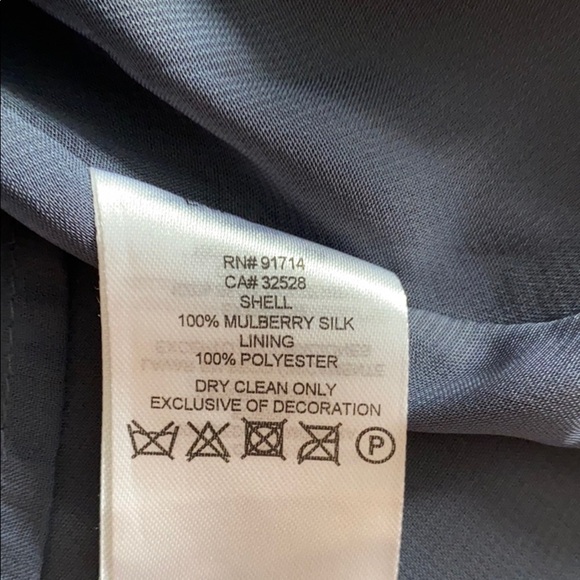 RN# 91714
CA# 32528
SHELL
100% MULBERRY SILK
LINING
100% POLYESTER
DRY CLEAN ONLY
EXCLUSIVE OF DECORATION
P